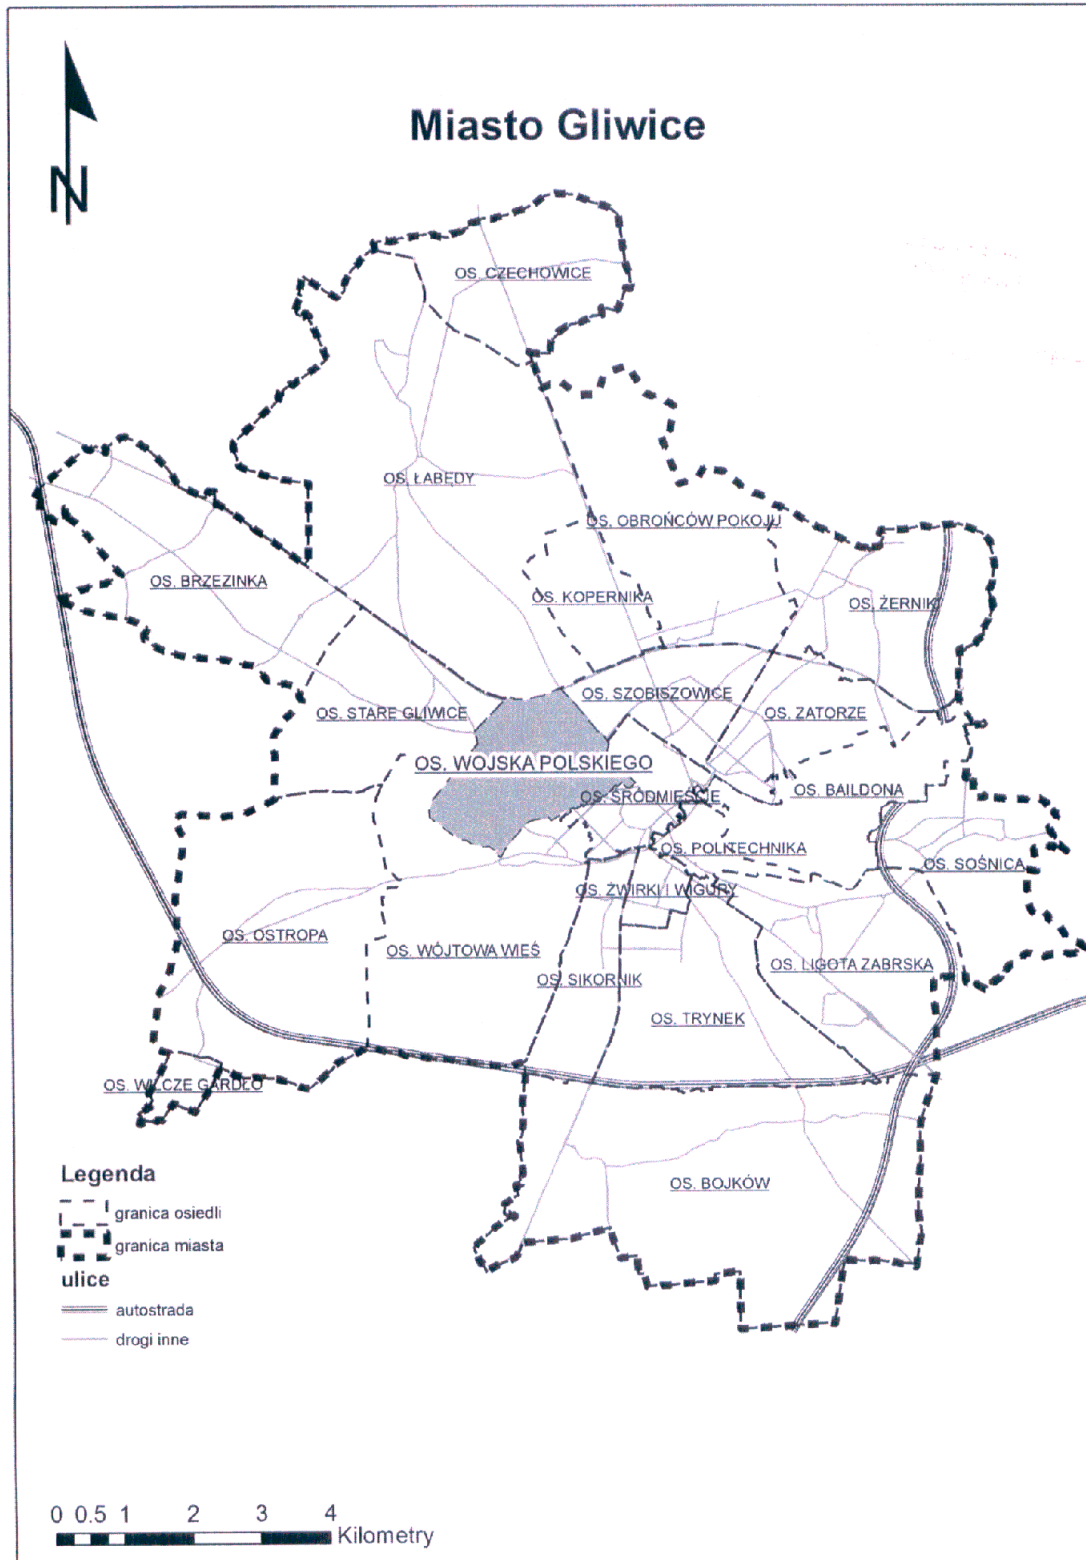 Miasto Gliwice
N
OS. CZECHOWICE
OS. ŁABĘDY
OS. OBROŃCÓW POKOJU
OS. BRZEZINKA
OS. KOPERNIKA
OS. ŻERNIKI
OS. SZOBISZOWICE
OS. STARE GLIWICE
OS. ZATORZE
OS. WOJSKA POLSKIEGO
OS. BAILDONA
OS. ŚRÓDMIEŚCIE
OS. POLITECHNIKA
OS. SOŚNICA
OS. ŻWIRKI I WIGURY
OS. OSTROPA
OS. WÓJTOWA WIEŚ
OS. LIGOTA ZABRSKA
OS. SIKORNIK
OS. TRYNEK
OS. WILCZE GARDŁO
OS. BOJKÓW
Legenda
granica osiedli
granica miasta
ulice
autostrada
drogi inne
0 0.5 1 2 3 4
Kilometry